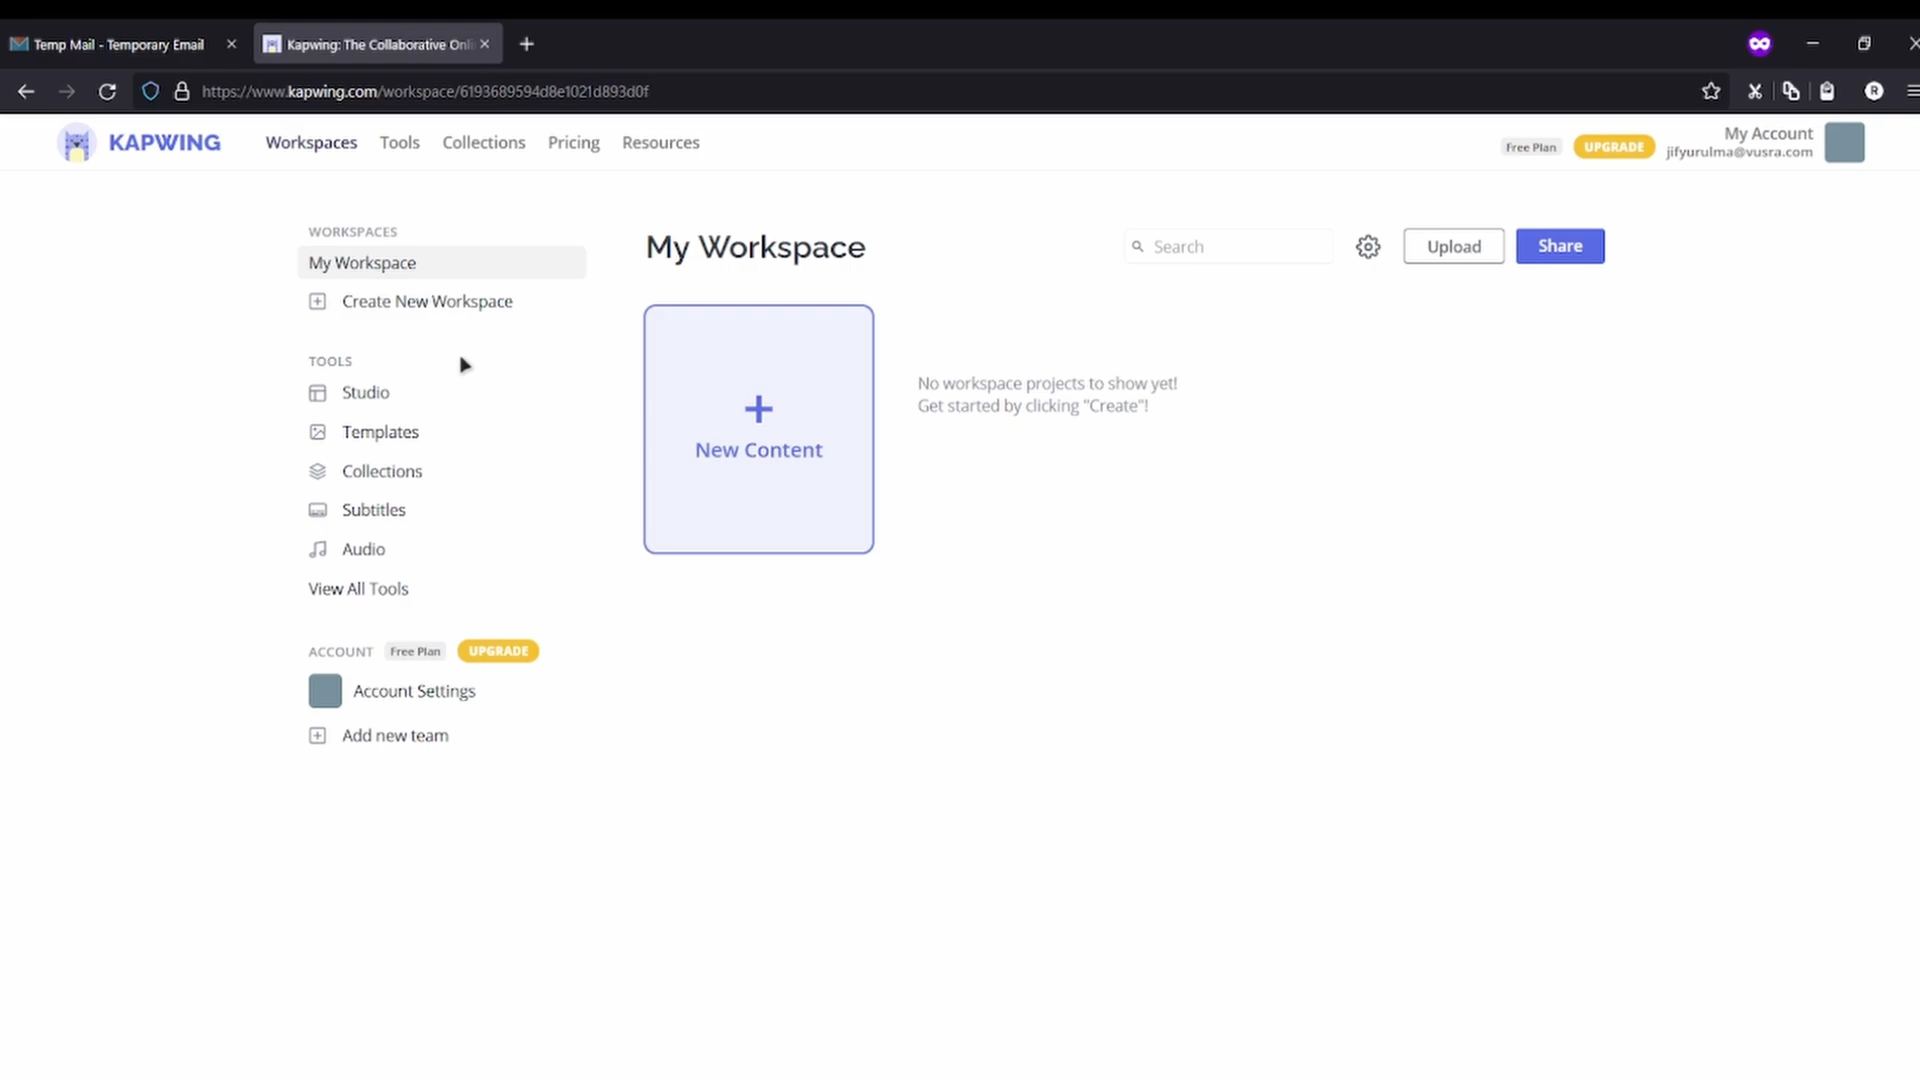 Temp Mail - Temporary Email
Kapwing: The Collaborative Onli
https://www.kapwing.com/workspace/6193689594d8e1021d893d0f
R
KAPWING
Workspaces
Tools
Collections
Pricing
Resources
Free Plan
UPGRADE
My Account
jifyurulma@vusra.com
WORKSPACES
My Workspace
Create New Workspace
TOOLS
Studio
Templates
Collections
Subtitles
Audio
View All Tools
ACCOUNT
Free Plan
UPGRADE
Account Settings
Add new team
My Workspace
Search
Upload
Share
New Content
No workspace projects to show yet!
Get started by clicking "Create"!